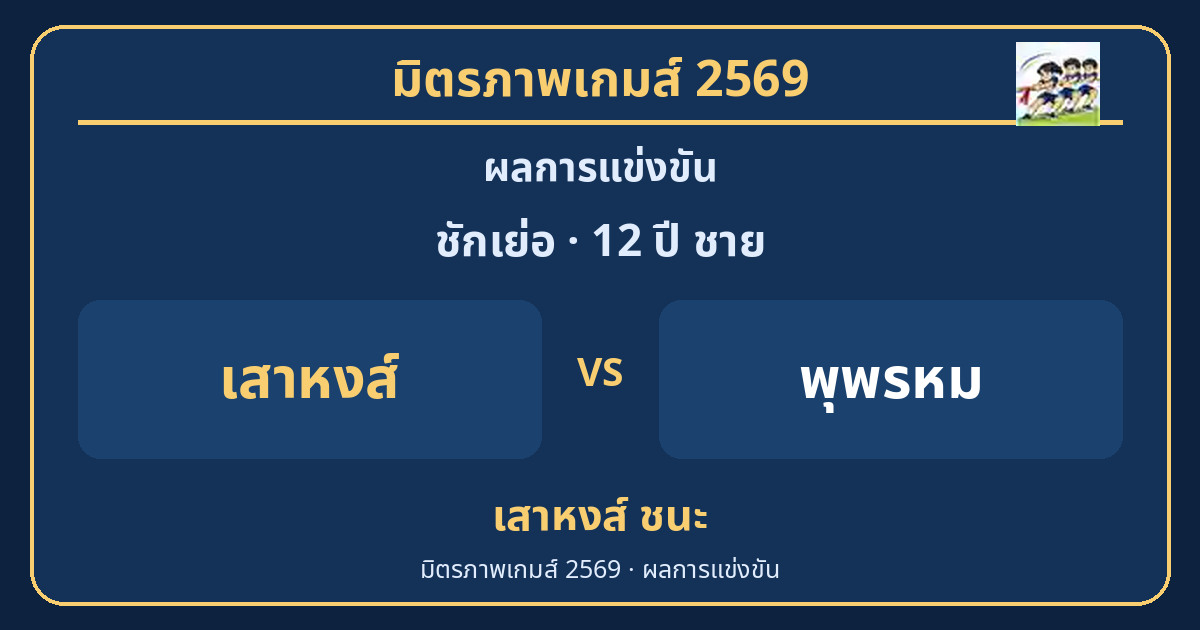 มิตรภาพเกมส์ 2569
ผลการแข่งขัน
ชักเย่อ · 12 ปี ชาย
เสาหงส์
VS
พุพรหม
เสาหงส์ ชนะ
มิตรภาพเกมส์ 2569 · ผลการแข่งขัน